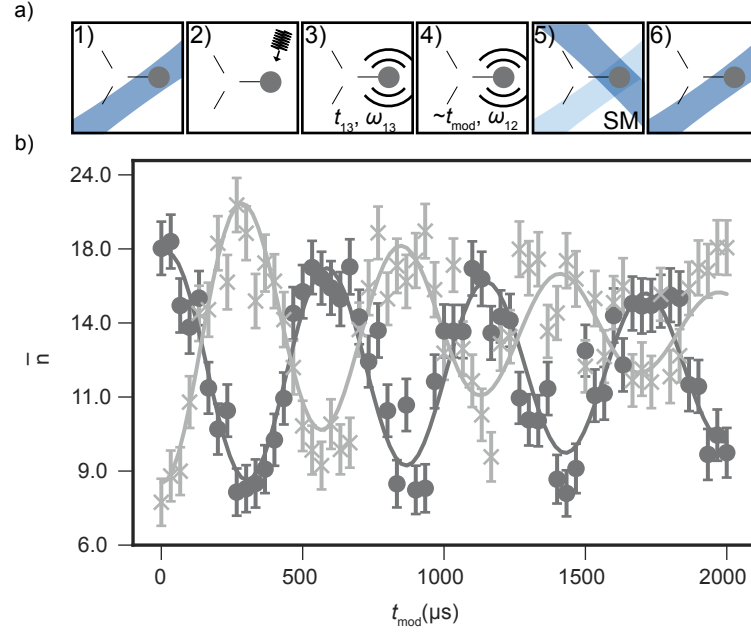 a)
1) 2) 3) 4) 5) 6)
t13, ω13 ~tmod, ω12 SM
b)
24.0
18.0
14.0
11.0
9.0
6.0
n̅
0 500 1000 1500 2000
tmod(μs)